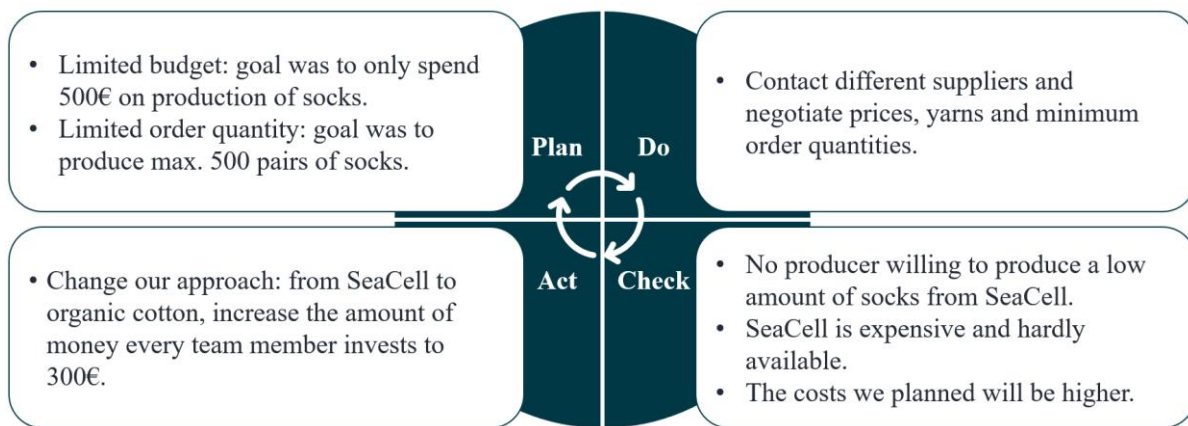 • Limited budget: goal was to only spend
500€ on production of socks.
• Limited order quantity: goal was to
produce max. 500 pairs of socks.
Plan
Do
• Contact different suppliers and
negotiate prices, yarns and minimum
order quantities.
• Change our approach: from SeaCell to
organic cotton, increase the amount of
money every team member invests to
300€.
Act
Check
• No producer willing to produce a low
amount of socks from SeaCell.
• SeaCell is expensive and hardly
available.
• The costs we planned will be higher.